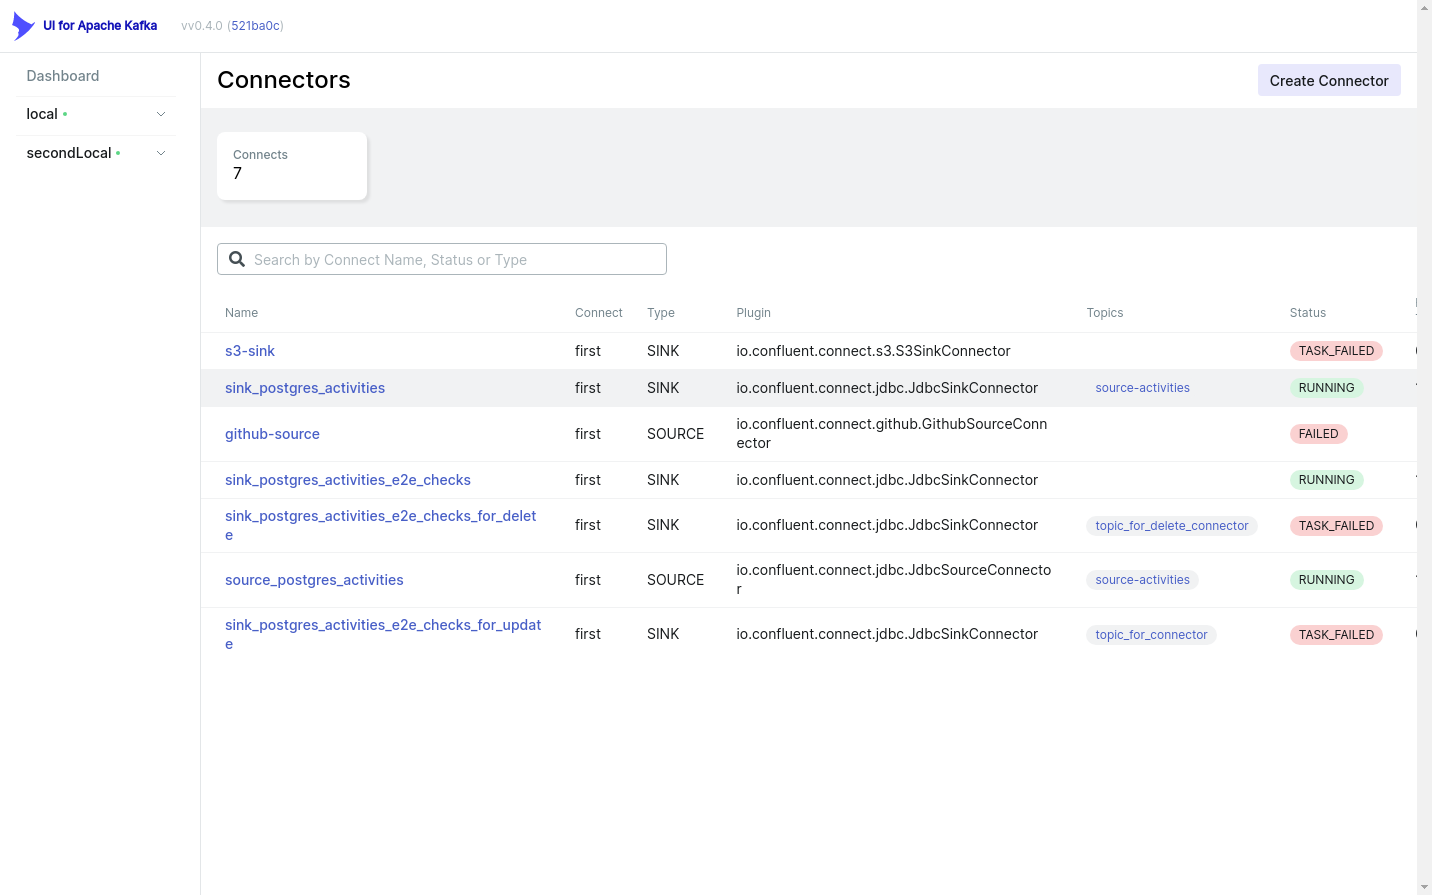 UI for Apache Kafka vv0.4.0 (521ba0c)
Dashboard
local
secondLocal
Connectors
Create Connector
Connects
7
Search by Connect Name, Status or Type
Name Connect Type Plugin Topics Status
s3-sink first SINK io.confluent.connect.s3.S3SinkConnector TASK_FAILED
sink_postgres_activities first SINK io.confluent.connect.jdbc.JdbcSinkConnector source-activities RUNNING
github-source first SOURCE io.confluent.connect.github.GithubSourceConn
ector FAILED
sink_postgres_activities_e2e_checks first SINK io.confluent.connect.jdbc.JdbcSinkConnector RUNNING
sink_postgres_activities_e2e_checks_for_delet
e first SINK io.confluent.connect.jdbc.JdbcSinkConnector topic_for_delete_connector TASK_FAILED
source_postgres_activities first SOURCE io.confluent.connect.jdbc.JdbcSourceConnecto
r source-activities RUNNING
sink_postgres_activities_e2e_checks_for_updat
e first SINK io.confluent.connect.jdbc.JdbcSinkConnector topic_for_connector TASK_FAILED